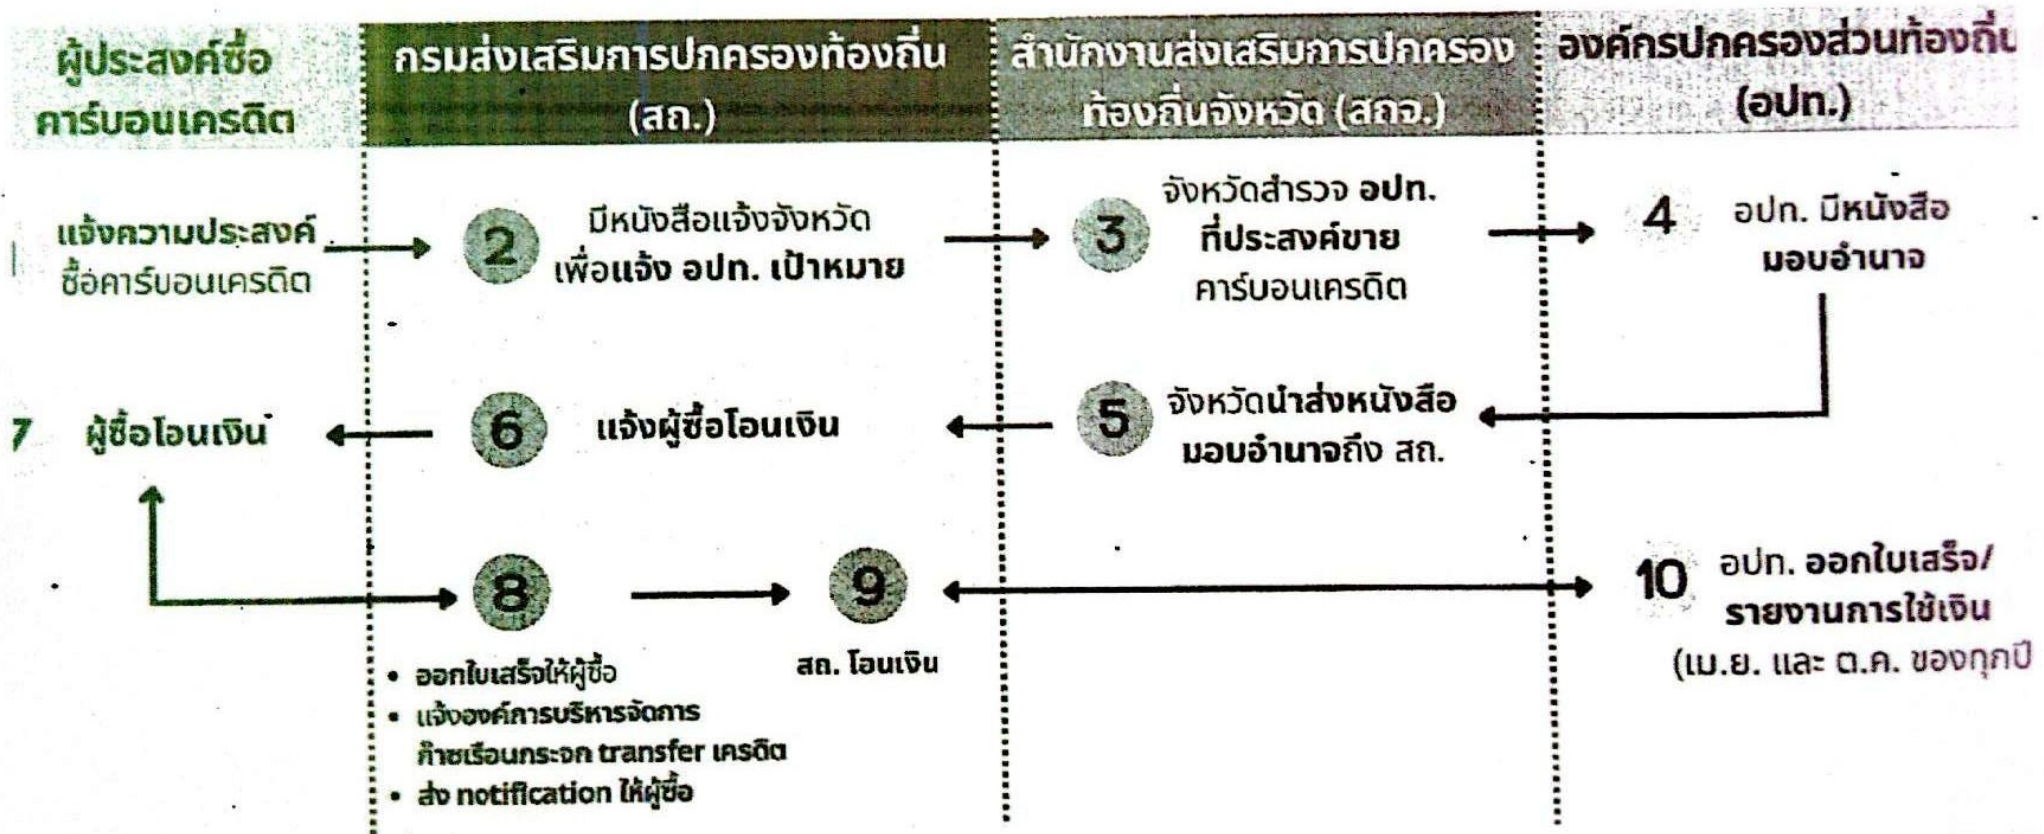 ผู้ประสงค์ซื้อ
คาร์บอนเครดิต
กรมส่งเสริมการปกครองท้องถิ่น
(สถ.)
สำนักงานส่งเสริมการปกครอง
ท้องถิ่นจังหวัด (สถจ.)
องค์กรปกครองส่วนท้องถิ่น
(อปท.)
1
แจ้งความประสงค์
ซื้อคาร์บอนเครดิต
2
มีหนังสือแจ้งจังหวัด
เพื่อแจ้ง อปท. เป้าหมาย
3
จังหวัดสำรวจ อปท.
ที่ประสงค์ขาย
คาร์บอนเครดิต
4
อปท. มีหนังสือ
มอบอำนาจ
5
จังหวัดนำส่งหนังสือ
มอบอำนาจถึง สถ.
6
แจ้งผู้ซื้อโอนเงิน
7
ผู้ซื้อโอนเงิน
8
• ออกใบเสร็จให้ผู้ซื้อ
• แจ้งองค์การบริหารจัดการ
ก๊าซเรือนกระจก transfer เครดิต
• ส่ง notification ให้ผู้ซื้อ
9
สถ. โอนเงิน
10
อปท. ออกใบเสร็จ/
รายงานการใช้เงิน
(เม.ย. และ ต.ค. ของทุกปี